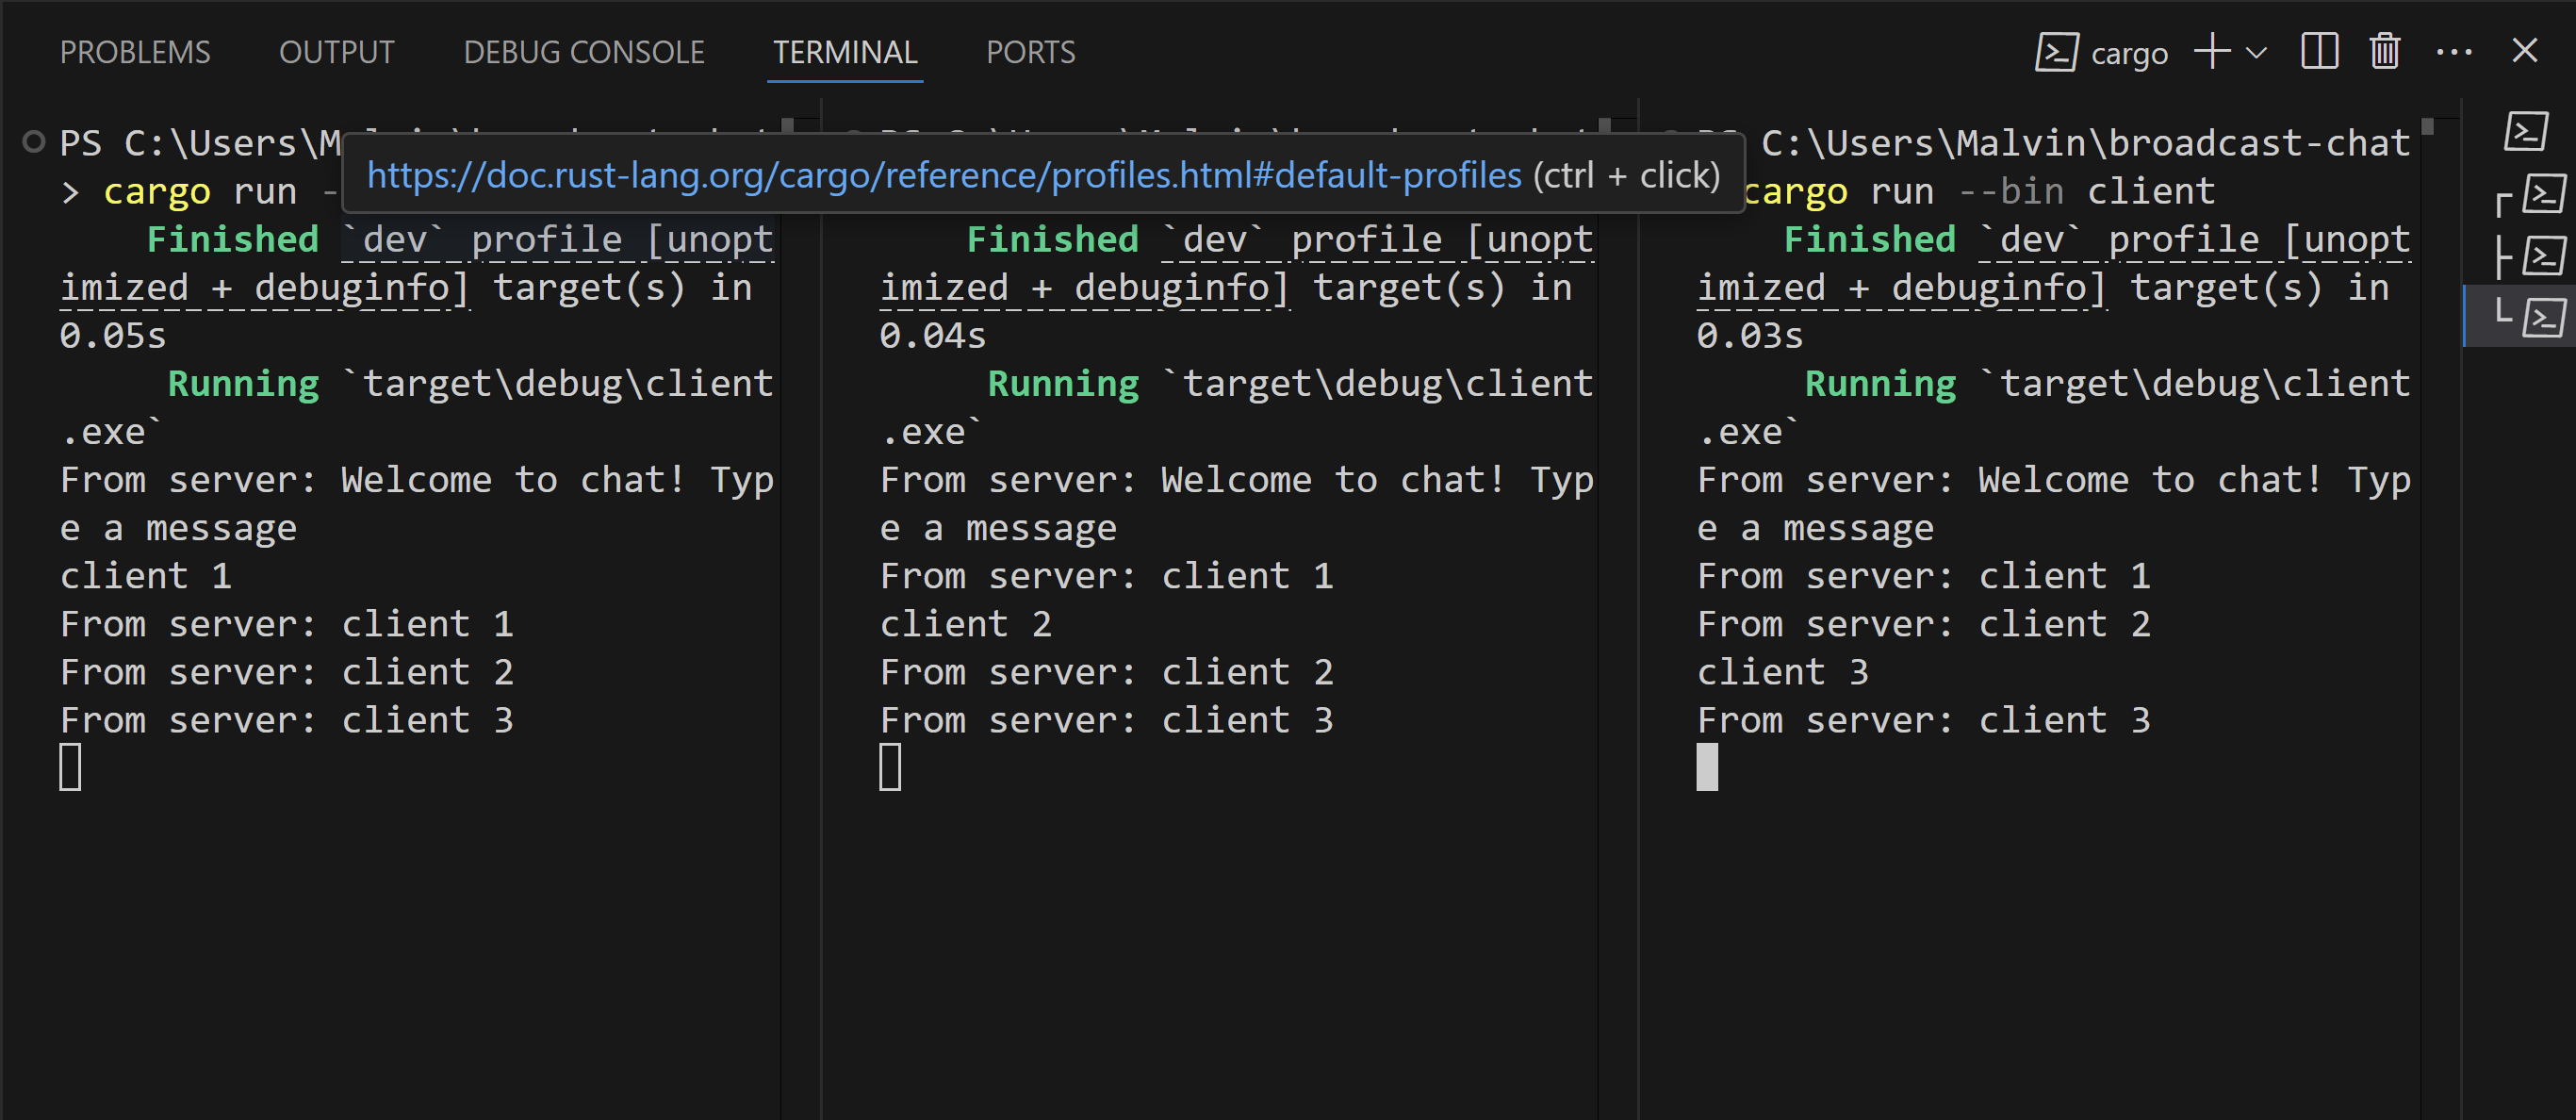 PROBLEMS OUTPUT DEBUG CONSOLE TERMINAL PORTS
cargo
PS C:\Users\M
> cargo run -
Finished `dev` profile [unopt
imized + debuginfo] target(s) in
0.05s
Running `target\debug\client
.exe`
From server: Welcome to chat! Typ
e a message
client 1
From server: client 1
From server: client 2
From server: client 3
https://doc.rust-lang.org/cargo/reference/profiles.html#default-profiles (ctrl + click)
Finished `dev` profile [unopt
imized + debuginfo] target(s) in
0.04s
Running `target\debug\client
.exe`
From server: Welcome to chat! Typ
e a message
From server: client 1
client 2
From server: client 2
From server: client 3
C:\Users\Malvin\broadcast-chat
cargo run --bin client
Finished `dev` profile [unopt
imized + debuginfo] target(s) in
0.03s
Running `target\debug\client
.exe`
From server: Welcome to chat! Typ
e a message
From server: client 1
From server: client 2
client 3
From server: client 3